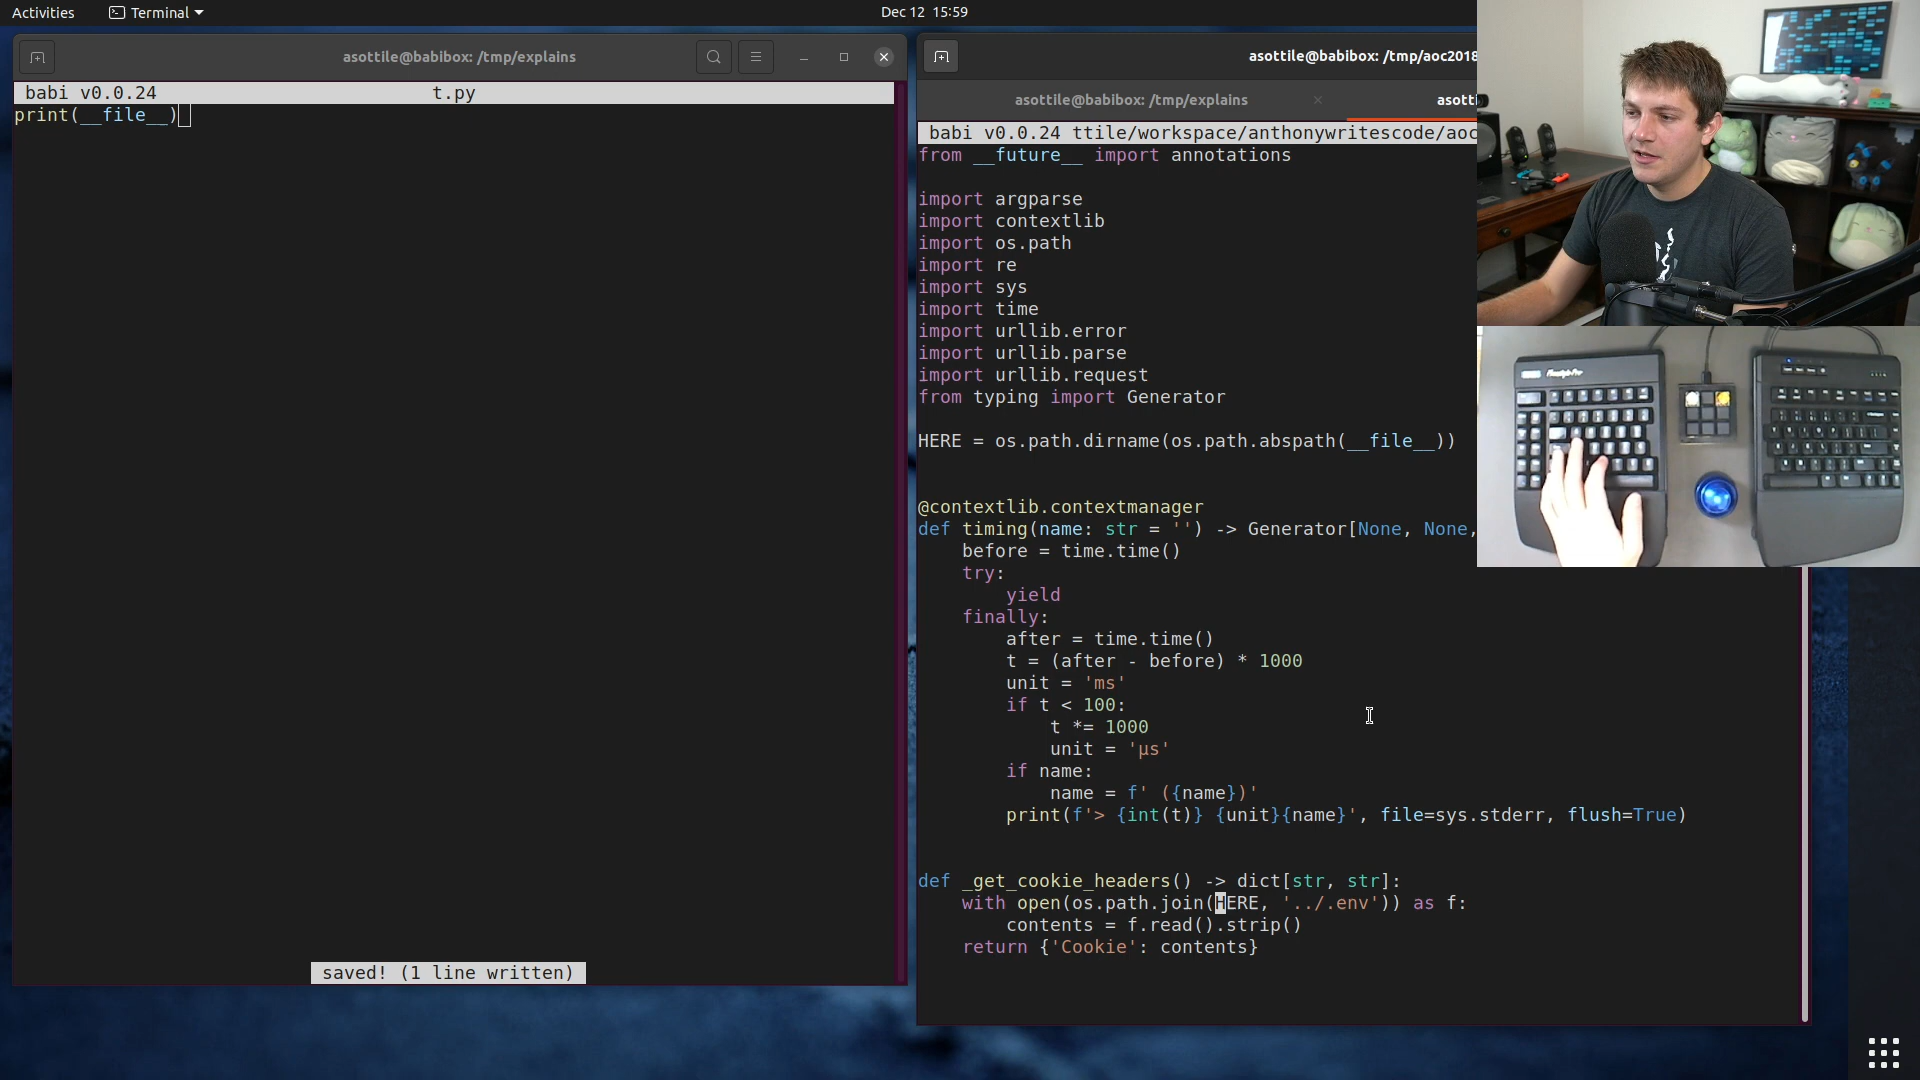 Activities
Terminal
Dec 12 15:59
asottile@babibox: /tmp/explains
babi v0.0.24 t.py
print(__file__)
saved! (1 line written)
asottile@babibox: /tmp/aoc2018
asottile@babibox: /tmp/explains
asotti
babi v0.0.24 ttile/workspace/anthonywritescode/aoc
from __future__ import annotations
import argparse
import contextlib
import os.path
import re
import sys
import time
import urllib.error
import urllib.parse
import urllib.request
from typing import Generator
HERE = os.path.dirname(os.path.abspath(__file__))
@contextlib.contextmanager
def timing(name: str = '') -> Generator[None, None,
before = time.time()
try:
yield
finally:
after = time.time()
t = (after - before) * 1000
unit = 'ms'
if t < 100:
t *= 1000
unit = 'μs'
if name:
name = f' ({name})'
print(f'> {int(t)} {unit}{name}', file=sys.stderr, flush=True)
def _get_cookie_headers() -> dict[str, str]:
with open(os.path.join(HERE, '../.env')) as f:
contents = f.read().strip()
return {'Cookie': contents}